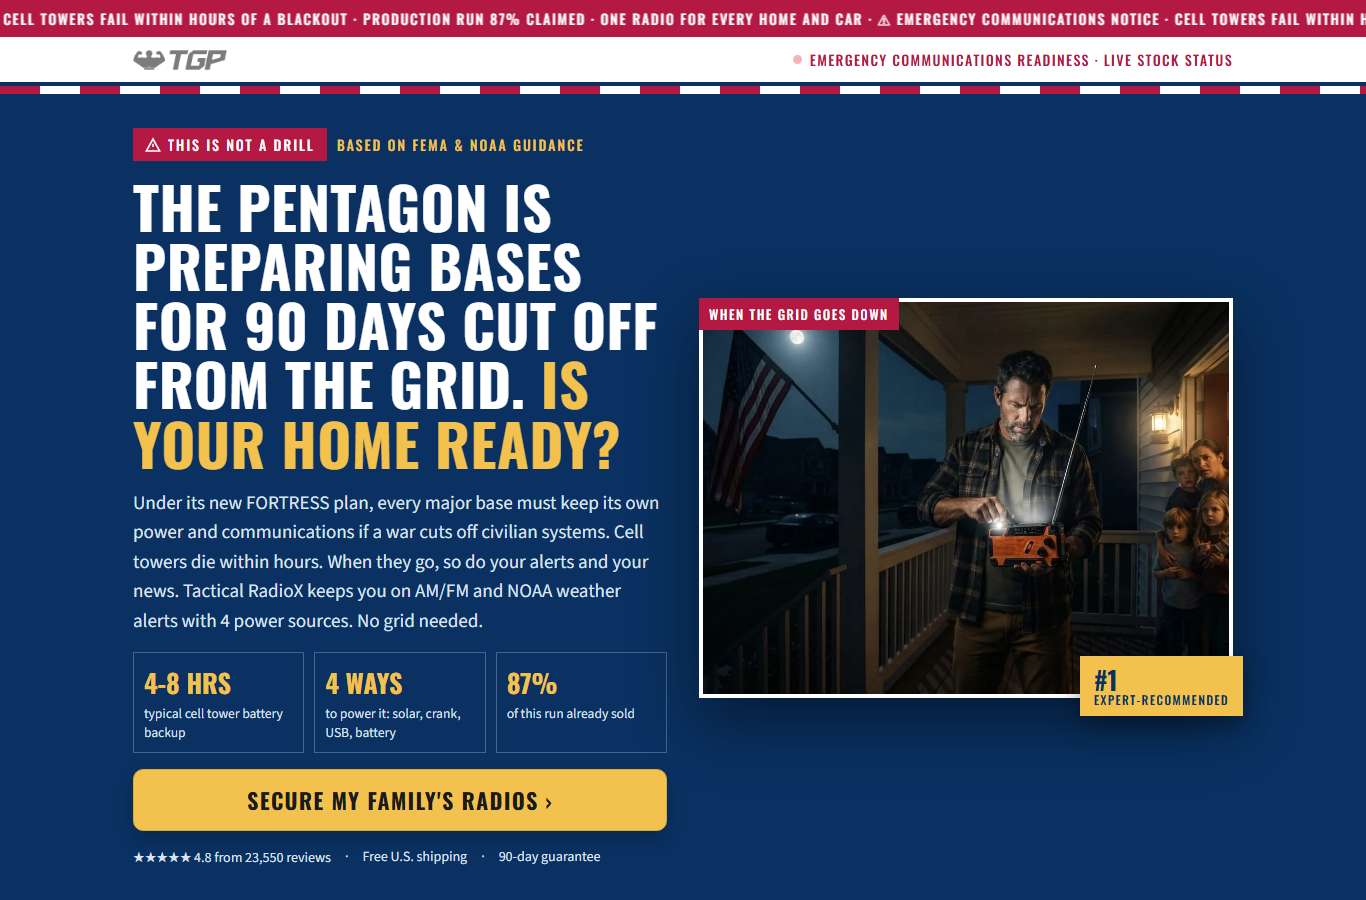 CELL TOWERS FAIL WITHIN HOURS OF A BLACKOUT · PRODUCTION RUN 87% CLAIMED · ONE RADIO FOR EVERY HOME AND CAR · ⚠ EMERGENCY COMMUNICATIONS NOTICE · CELL TOWERS FAIL WITHIN
TGP
EMERGENCY COMMUNICATIONS READINESS · LIVE STOCK STATUS
⚠ THIS IS NOT A DRILL
BASED ON FEMA & NOAA GUIDANCE
THE PENTAGON IS
PREPARING BASES
FOR 90 DAYS CUT OFF
FROM THE GRID. IS
YOUR HOME READY?
Under its new FORTRESS plan, every major base must keep its own
power and communications if a war cuts off civilian systems. Cell
towers die within hours. When they go, so do your alerts and your
news. Tactical RadioX keeps you on AM/FM and NOAA weather
alerts with 4 power sources. No grid needed.
4-8 HRS
typical cell tower battery
backup
4 WAYS
to power it: solar, crank,
USB, battery
87%
of this run already sold
SECURE MY FAMILY'S RADIOS ›
★★★★★ 4.8 from 23,550 reviews · Free U.S. shipping · 90-day guarantee
WHEN THE GRID GOES DOWN
#1
EXPERT-RECOMMENDED